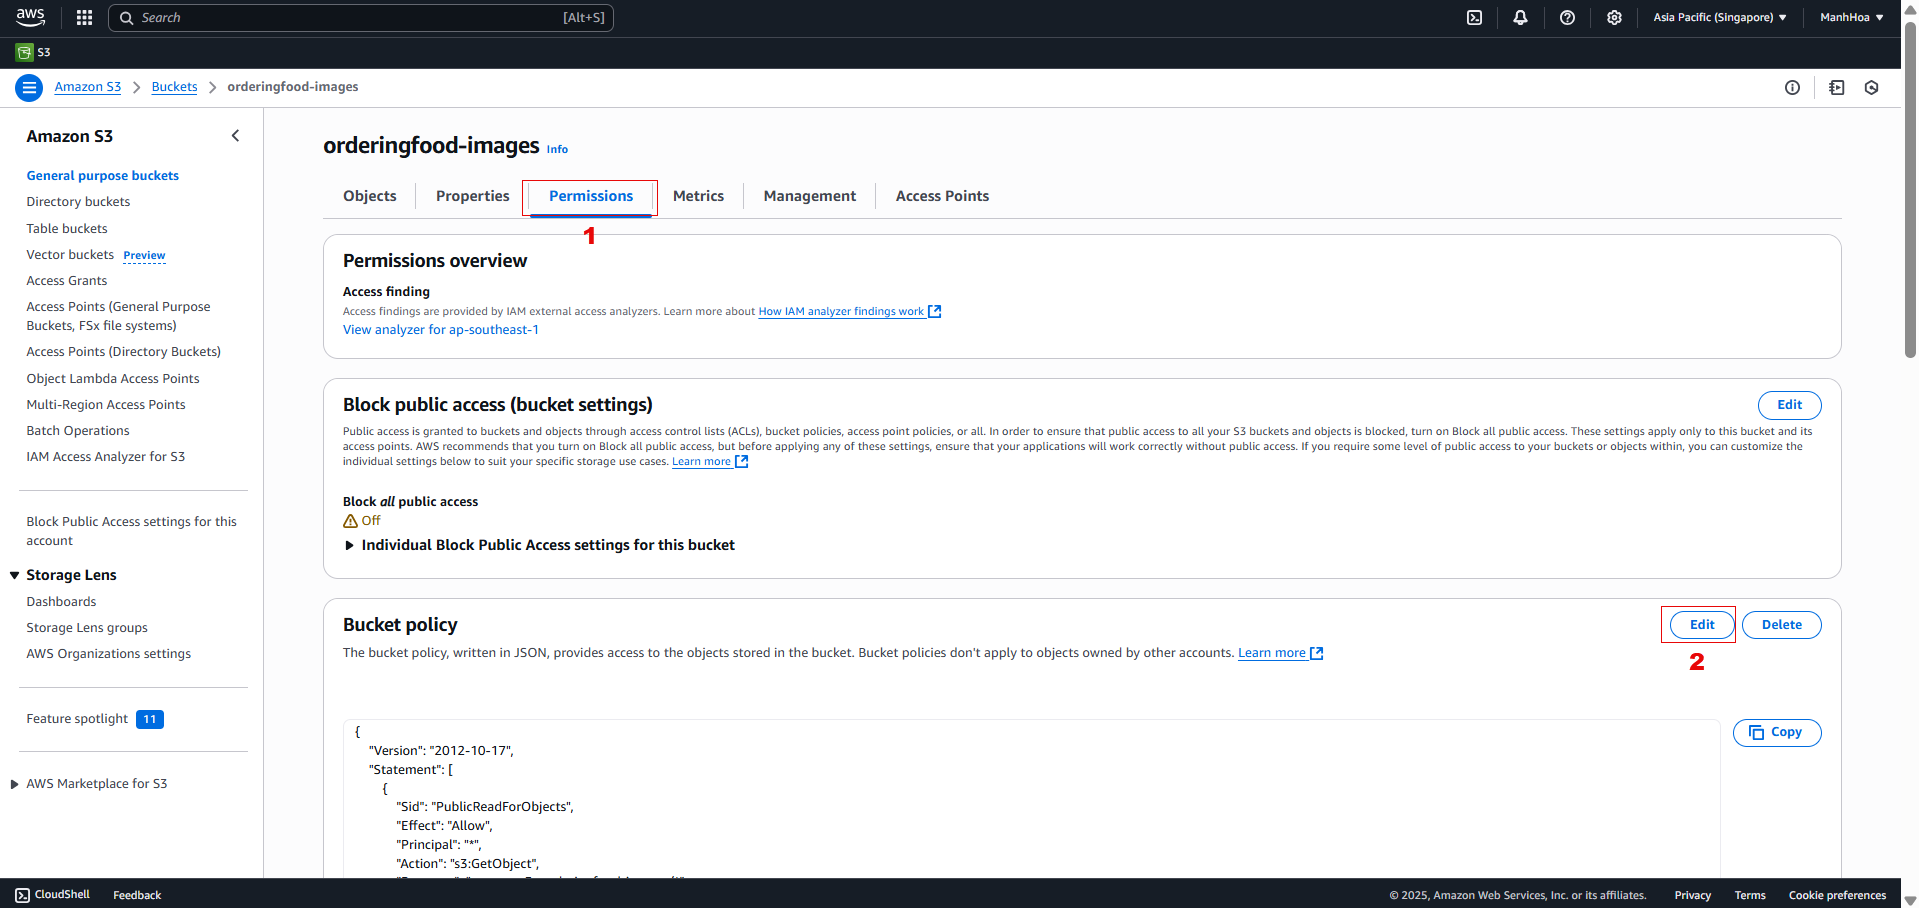 aws
Search [Alt+S]
Asia Pacific (Singapore)
ManhHoa
S3
Amazon S3
Buckets
orderingfood-images
Amazon S3
General purpose buckets
Directory buckets
Table buckets
Vector buckets Preview
Access Grants
Access Points (General Purpose
Buckets, FSx file systems)
Access Points (Directory Buckets)
Object Lambda Access Points
Multi-Region Access Points
Batch Operations
IAM Access Analyzer for S3
Block Public Access settings for this
account
Storage Lens
Dashboards
Storage Lens groups
AWS Organizations settings
Feature spotlight 11
AWS Marketplace for S3
orderingfood-images Info
Objects
Properties
Permissions
Metrics
Management
Access Points
1
Permissions overview
Access finding
Access findings are provided by IAM external access analyzers. Learn more about How IAM analyzer findings work
View analyzer for ap-southeast-1
Block public access (bucket settings)
Edit
Public access is granted to buckets and objects through access control lists (ACLs), bucket policies, access point policies, or all. In order to ensure that public access to all your S3 buckets and objects is blocked, turn on Block all public access. These settings apply only to this bucket and its
access points. AWS recommends that you turn on Block all public access, but before applying any of these settings, ensure that your applications will work correctly without public access. If you require some level of public access to your buckets or objects within, you can customize the
individual settings below to suit your specific storage use cases. Learn more
Block all public access
Off
Individual Block Public Access settings for this bucket
Bucket policy
Edit
Delete
2
The bucket policy, written in JSON, provides access to the objects stored in the bucket. Bucket policies don't apply to objects owned by other accounts. Learn more
Copy
{
"Version": "2012-10-17",
"Statement": [
{
"Sid": "PublicReadForObjects",
"Effect": "Allow",
"Principal": "*",
"Action": "s3:GetObject",
CloudShell
Feedback
© 2025, Amazon Web Services, Inc. or its affiliates.
Privacy
Terms
Cookie preferences